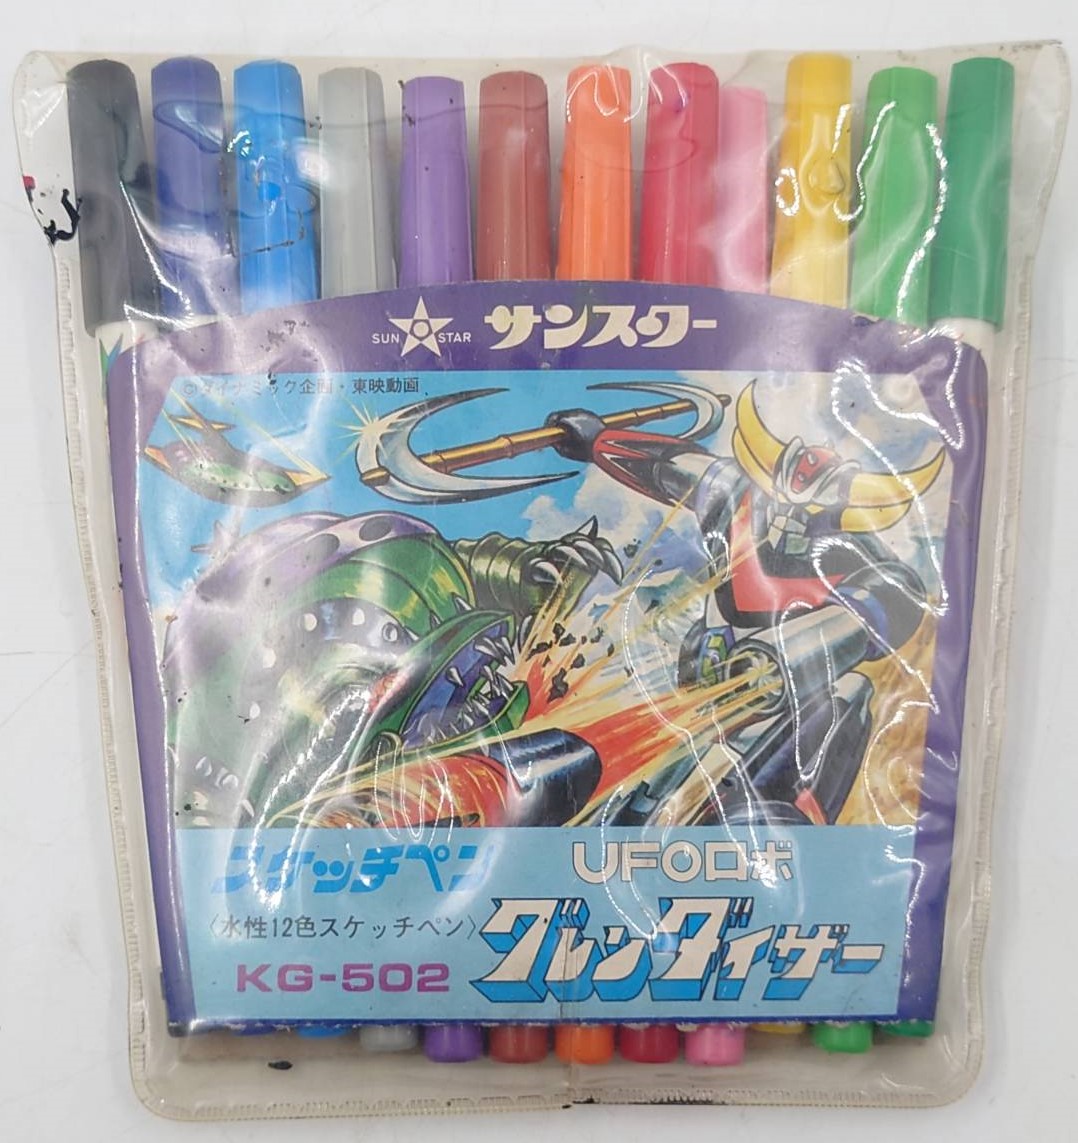 SUN STAR サンスター
©ダイナミック企画・東映動画
スケッチペン
UFOロボ
〈水性12色スケッチペン〉
グレンダイザー
KG-502